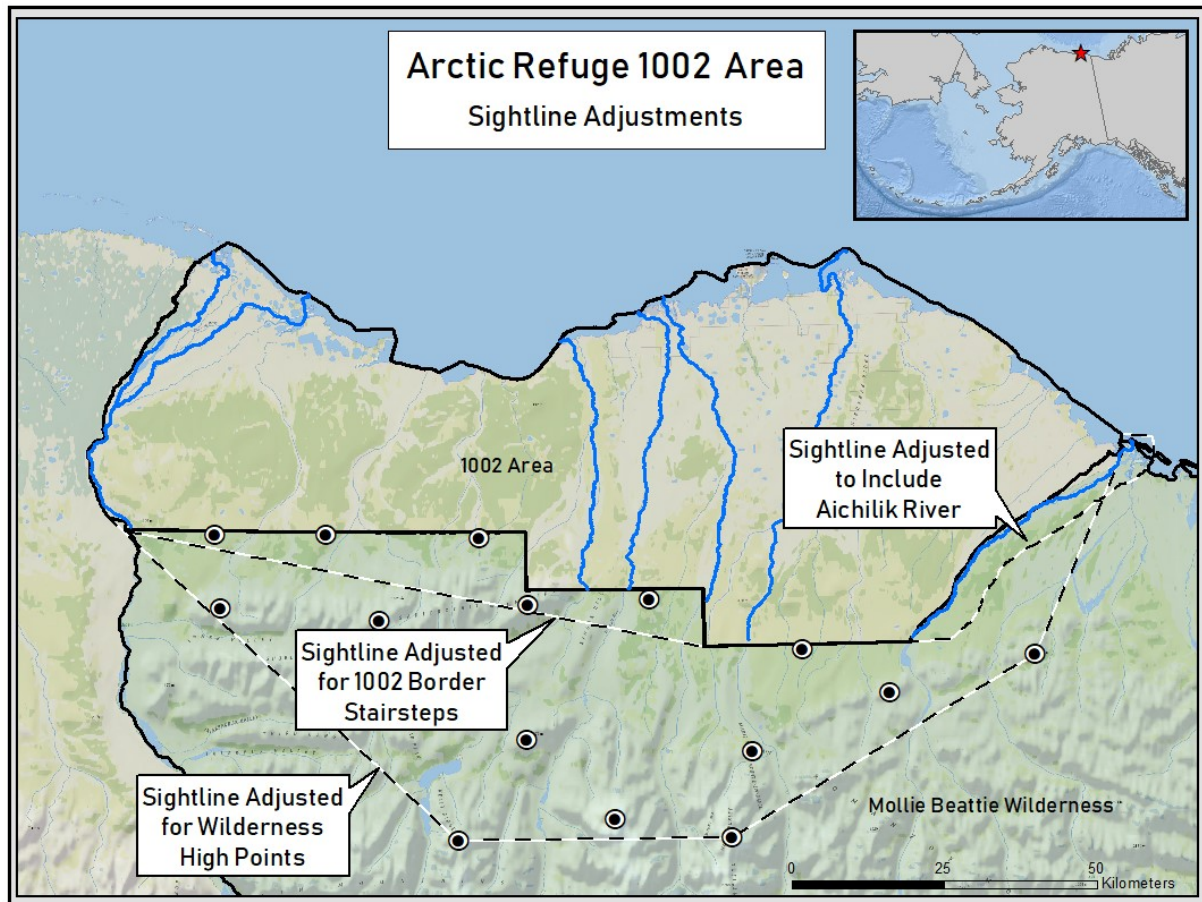 Arctic Refuge 1002 Area
Sightline Adjustments
1002 Area
Sightline Adjusted
to Include
Aichilik River
Sightline Adjusted
for 1002 Border
Stairsteps
Sightline Adjusted
for Wilderness
High Points
Mollie Beattie Wilderness
0 25 50
Kilometers